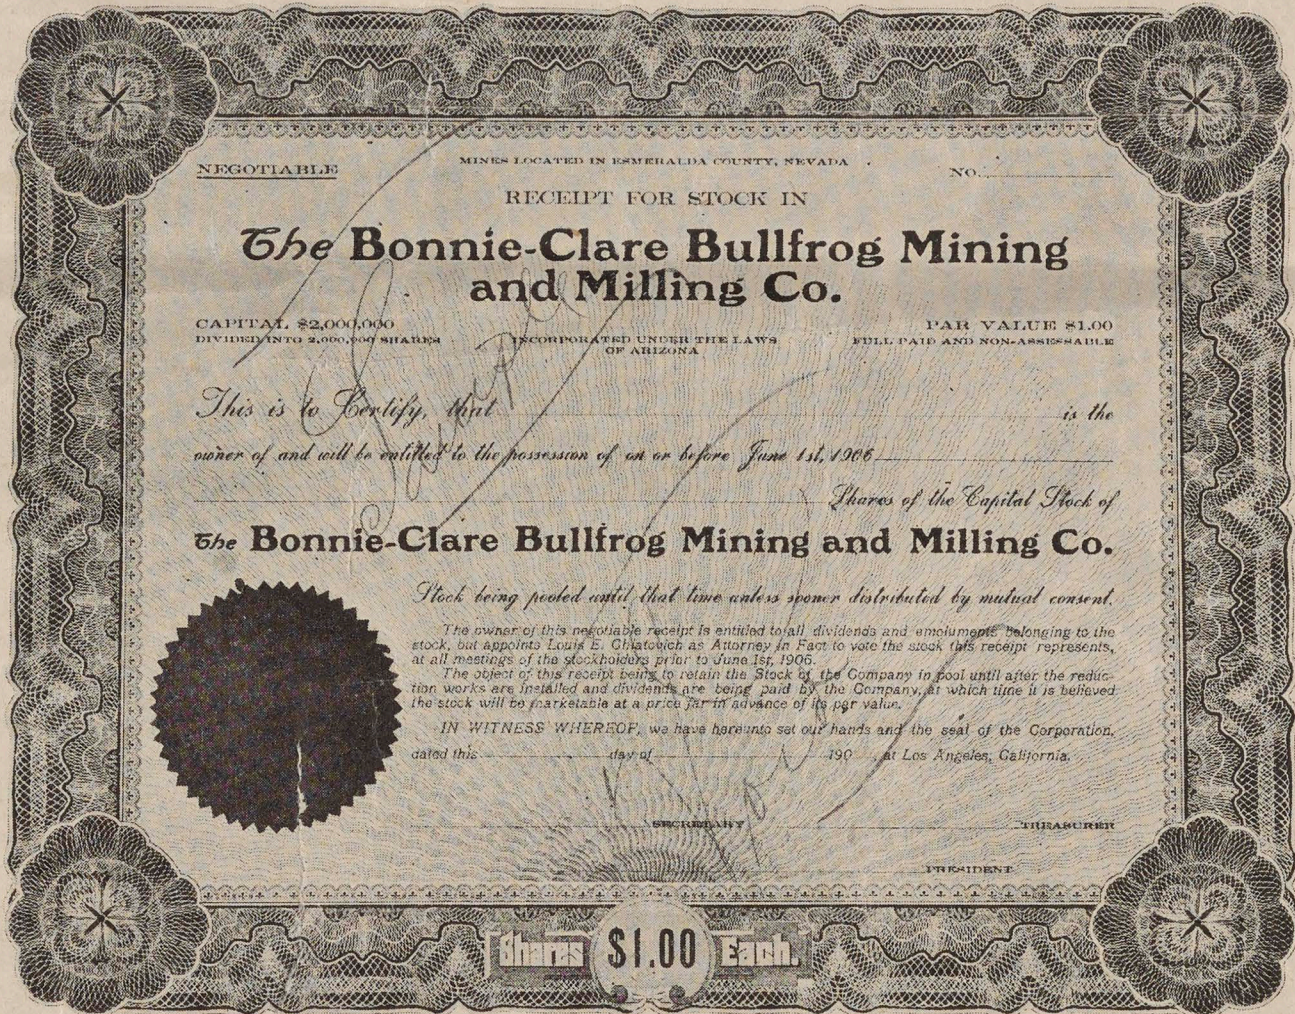 NEGOTIABLE
MINES LOCATED IN ESMERALDA COUNTY, NEVADA
NO.
RECEIPT FOR STOCK IN
The Bonnie-Clare Bullfrog Mining
and Milling Co.
CAPITAL $2,000,000
DIVIDED INTO 2,000,000 SHARES
INCORPORATED UNDER THE LAWS
OF ARIZONA
PAR VALUE $1.00
FULL PAID AND NON-ASSESSABLE
This is to Certify, that is the
owner of and will be entitled to the possession of on or before June 1st, 1906
Shares of the Capital Stock of
The Bonnie-Clare Bullfrog Mining and Milling Co.
Stock being pooled until that time unless sooner distributed by mutual consent.
The owner of this negotiable receipt is entitled to all dividends and emoluments belonging to the
stock, but appoints Louis E. Ghiatovich as Attorney in Fact to vote the stock this receipt represents,
at all meetings of the stockholders prior to June 1st, 1906.
The object of this receipt being to retain the Stock of the Company in pool until after the reduc-
tion works are installed and dividends are being paid by the Company, at which time it is believed
the stock will be marketable at a price far in advance of its par value.
IN WITNESS WHEREOF, we have hereunto set our hands and the seal of the Corporation,
dated this day of 190 at Los Angeles, California.
SECRETARY
TREASURER
PRESIDENT
Shares $1.00 Each.
Sample